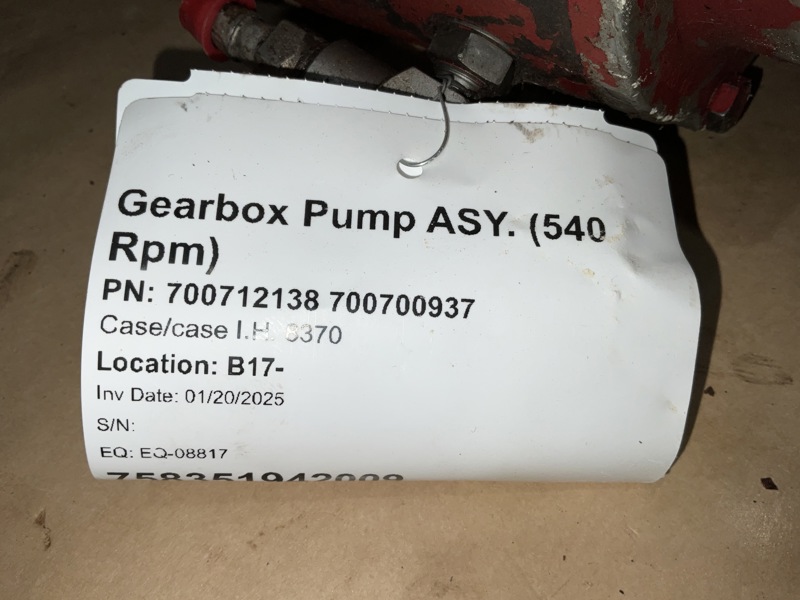 Gearbox Pump ASY. (540
Rpm)
PN: 700712138 700700937
Case/case I.H. 8370
Location: B17-
Inv Date: 01/20/2025
S/N:
EQ: EQ-08817